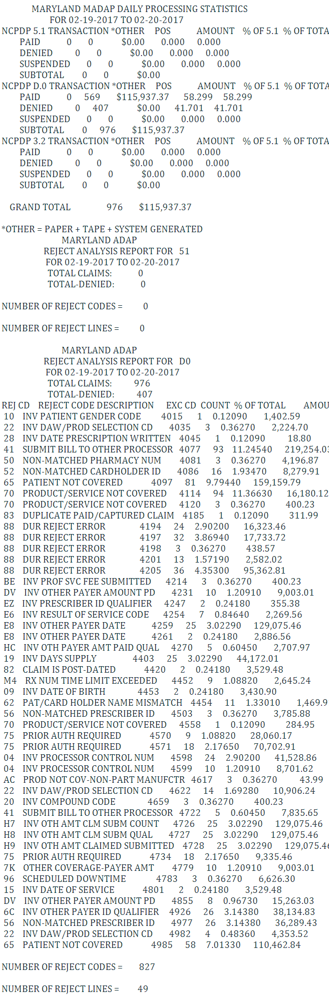 MARYLAND MADAP DAILY PROCESSING STATISTICS
FOR 02-19-2017 TO 02-20-2017
NCPDP 5.1 TRANSACTION *OTHER POS AMOUNT % OF 5.1 % OF TOTA
PAID 0 0 $0.00 0.000 0.000
DENIED 0 0 $0.00 0.000 0.000
SUSPENDED 0 0 $0.00 0.000 0.000
SUBTOTAL 0 0 $0.00
NCPDP D.0 TRANSACTION *OTHER POS AMOUNT % OF 5.1 % OF TOTA
PAID 0 569 $115,937.37 58.299 58.299
DENIED 0 407 $0.00 41.701 41.701
SUSPENDED 0 0 $0.00 0.000 0.000
SUBTOTAL 0 976 $115,937.37
NCPDP 3.2 TRANSACTION *OTHER POS AMOUNT % OF 5.1 % OF TOTA
PAID 0 0 $0.00 0.000 0.000
DENIED 0 0 $0.00 0.000 0.000
SUSPENDED 0 0 $0.00 0.000 0.000
SUBTOTAL 0 0 $0.00
GRAND TOTAL 976 $115,937.37
*OTHER = PAPER + TAPE + SYSTEM GENERATED
MARYLAND ADAP
REJECT ANALYSIS REPORT FOR 51
FOR 02-19-2017 TO 02-20-2017
TOTAL CLAIMS: 0
TOTAL-DENIED: 0
NUMBER OF REJECT CODES = 0
NUMBER OF REJECT LINES = 0
MARYLAND ADAP
REJECT ANALYSIS REPORT FOR D0
FOR 02-19-2017 TO 02-20-2017
TOTAL CLAIMS: 976
TOTAL-DENIED: 407
REJ CD REJECT CODE DESCRIPTION EXC CD COUNT % OF TOTAL AMOU
10 INV PATIENT GENDER CODE 4015 1 0.12090 1,402.59
22 INV DAW/PROD SELECTION CD 4035 3 0.36270 2,224.70
28 INV DATE PRESCRIPTION WRITTEN 4045 1 0.12090 18.80
41 SUBMIT BILL TO OTHER PROCESSOR 4077 93 11.24540 219,254.03
50 NON-MATCHED PHARMACY NUM 4081 3 0.36270 4,196.87
52 NON-MATCHED CARDHOLDER ID 4086 16 1.93470 8,279.91
65 PATIENT NOT COVERED 4097 81 9.79440 159,159.79
70 PRODUCT/SERVICE NOT COVERED 4114 94 11.36630 16,180.12
70 PRODUCT/SERVICE NOT COVERED 4120 3 0.36270 400.23
83 DUPLICATE PAID/CAPTURED CLAIM 4185 1 0.12090 311.99
88 DUR REJECT ERROR 4194 24 2.90200 16,323.46
88 DUR REJECT ERROR 4197 32 3.86940 17,733.72
88 DUR REJECT ERROR 4198 3 0.36270 438.57
88 DUR REJECT ERROR 4201 13 1.57190 2,582.02
88 DUR REJECT ERROR 4205 36 4.35300 95,362.81
BE INV PROF SVC FEE SUBMITTED 4214 3 0.36270 400.23
DV INV OTHER PAYER AMOUNT PD 4231 10 1.20910 9,003.01
EZ INV PRESCRIBER ID QUALIFIER 4247 2 0.24180 355.38
E6 INV RESULT OF SERVICE CODE 4254 7 0.84640 2,269.56
E8 INV OTHER PAYER DATE 4259 25 3.02290 129,075.46
E8 INV OTHER PAYER DATE 4261 2 0.24180 2,886.56
HC INV OTH PAYER AMT PAID QUAL 4270 5 0.60450 2,707.97
19 INV DAYS SUPPLY 4403 25 3.02290 44,172.01
82 CLAIM IS POST-DATED 4420 2 0.24180 3,529.48
M4 RX NUM TIME LIMIT EXCEEDED 4452 9 1.08820 2,645.24
09 INV DATE OF BIRTH 4453 2 0.24180 3,430.90
62 PAT/CARD HOLDER NAME MISMATCH 4454 11 1.33010 1,469.9
56 NON-MATCHED PRESCRIBER ID 4503 3 0.36270 3,785.88
70 PRODUCT/SERVICE NOT COVERED 4558 1 0.12090 284.95
75 PRIOR AUTH REQUIRED 4570 9 1.08820 28,060.17
75 PRIOR AUTH REQUIRED 4571 18 2.17650 70,702.91
04 INV PROCESSOR CONTROL NUM 4598 24 2.90200 41,528.86
04 INV PROCESSOR CONTROL NUM 4599 10 1.20910 8,701.62
AC PROD NOT COV-NON-PART MANUFCTR 4617 3 0.36270 43.99
22 INV DAW/PROD SELECTION CD 4622 14 1.69280 10,906.24
20 INV COMPOUND CODE 4659 3 0.36270 400.23
41 SUBMIT BILL TO OTHER PROCESSOR 4722 5 0.60450 7,835.65
H7 INV OTH AMT CLM SUBM COUNT 4726 25 3.02290 129,075.46
H8 INV OTH AMT CLM SUBM QUAL 4727 25 3.02290 129,075.46
H9 INV OTH AMT CLAIMED SUBMITTED 4728 25 3.02290 129,075.46
75 PRIOR AUTH REQUIRED 4734 18 2.17650 9,335.46
7K OTHER COVERAGE-PAYER AMT 4779 10 1.20910 9,003.01
96 SCHEDULED DOWNTIME 4783 3 0.36270 6,626.30
15 INV DATE OF SERVICE 4801 2 0.24180 3,529.48
DV INV OTHER PAYER AMOUNT PD 4855 8 0.96730 15,263.03
6C INV OTHER PAYER ID QUALIFIER 4926 26 3.14380 38,134.83
56 NON-MATCHED PRESCRIBER ID 4977 26 3.14380 36,289.43
22 INV DAW/PROD SELECTION CD 4982 4 0.48360 4,353.52
65 PATIENT NOT COVERED 4985 58 7.01330 110,462.84
NUMBER OF REJECT CODES = 827
NUMBER OF REJECT LINES = 49